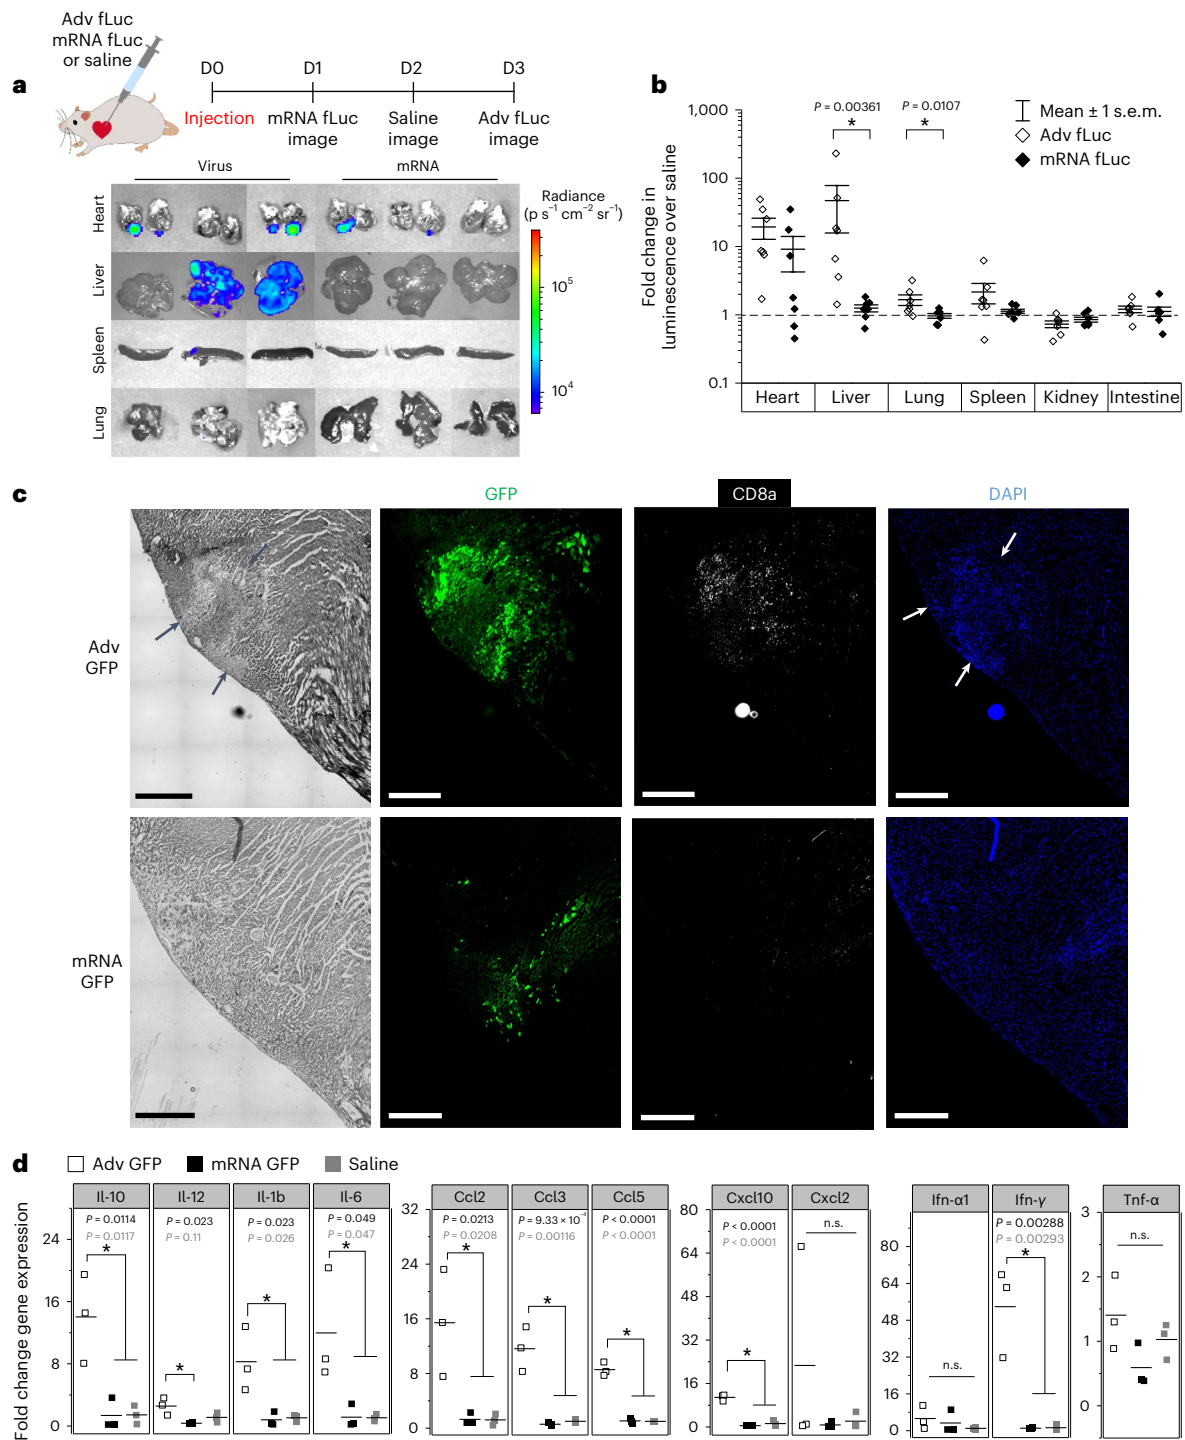 a
Adv fLuc
mRNA fLuc
or saline
D0 D1 D2 D3
Injection mRNA fLuc Saline Adv fLuc
image image image
Virus mRNA
Heart
Liver
Spleen
Lung
Radiance
(p s⁻¹ cm⁻² sr⁻¹)
10⁵
10⁴
b
Fold change in
luminescence over saline
1,000
100
10
1
0.1
P = 0.00361 P = 0.0107
* *
Mean ± 1 s.e.m.
Adv fLuc
mRNA fLuc
Heart Liver Lung Spleen Kidney Intestine
c
GFP CD8a DAPI
Adv
GFP
mRNA
GFP
d
Adv GFP mRNA GFP Saline
Fold change gene expression
Il-10 Il-12 Il-1b Il-6
P = 0.0114 P = 0.023 P = 0.023 P = 0.049
P = 0.0117 P = 0.11 P = 0.026 P = 0.047
* * * *
24
16
8
0
Ccl2 Ccl3 Ccl5
P = 0.0213 P = 9.33 × 10⁻⁴ P < 0.0001
P = 0.0208 P = 0.00116 P < 0.0001
* * *
32
24
16
8
0
Cxcl10 Cxcl2
P < 0.0001 n.s.
P < 0.0001
*
80
64
48
32
16
0
Ifn-α1 Ifn-γ
P = 0.00288
P = 0.00293
n.s. *
80
64
48
32
16
0
Tnf-α
n.s.
3
2
1
0